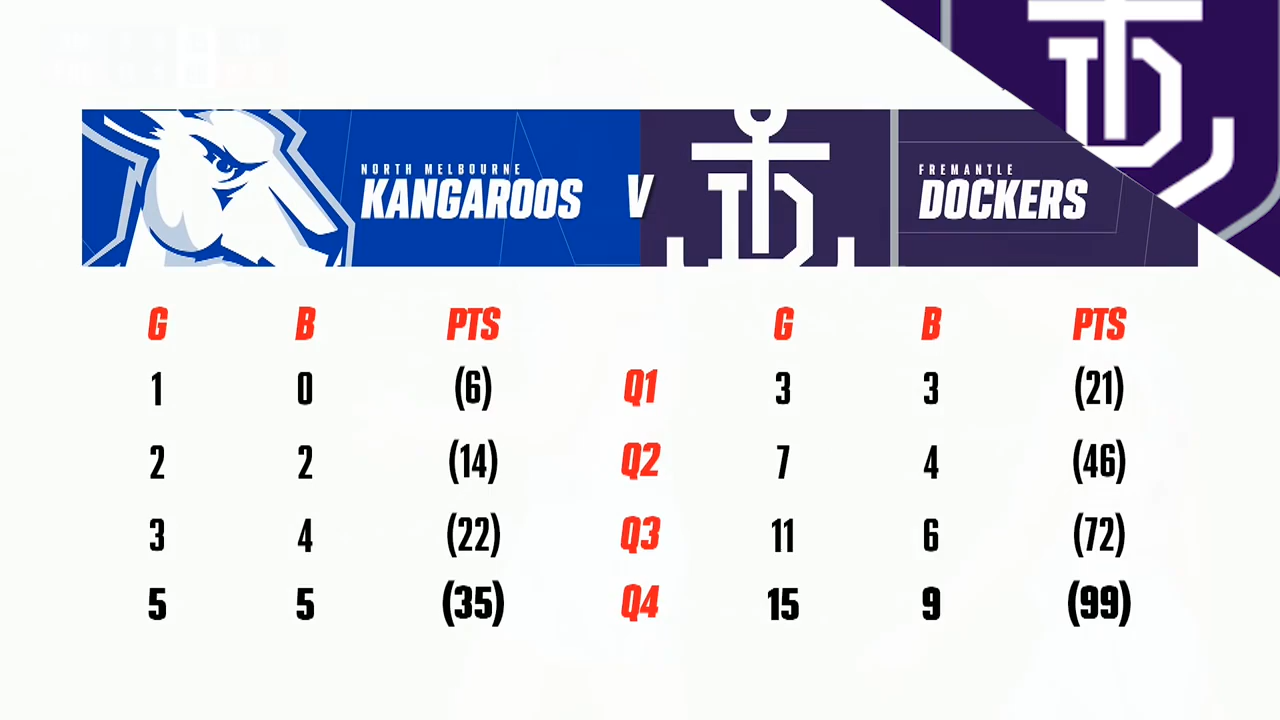 NORTH MELBOURNE
KANGAROOS
V
FREMANTLE
DOCKERS
G B PTS G B PTS
1 0 (6) Q1 3 3 (21)
2 2 (14) Q2 7 4 (46)
3 4 (22) Q3 11 6 (72)
5 5 (35) Q4 15 9 (99)